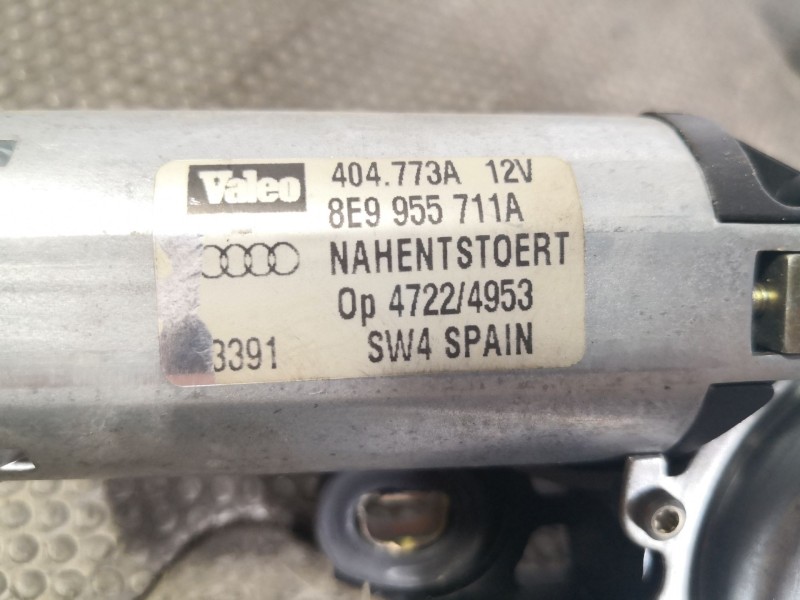 Valeo 404.773A 12V
8E9 955 711A
NAHENTSTOERT
Op 4722/4953
3391 SW4 SPAIN